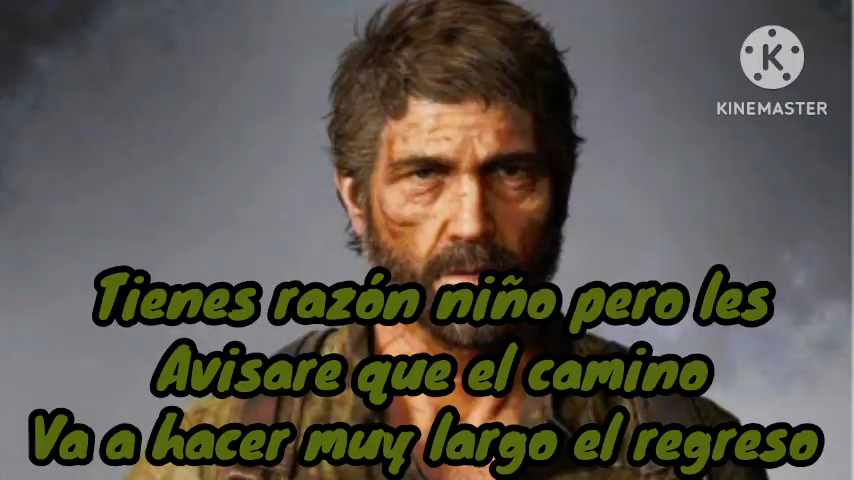 KINEMASTER
Tienes razón niño pero les
Avisare que el camino
Va a hacer muy largo el regreso